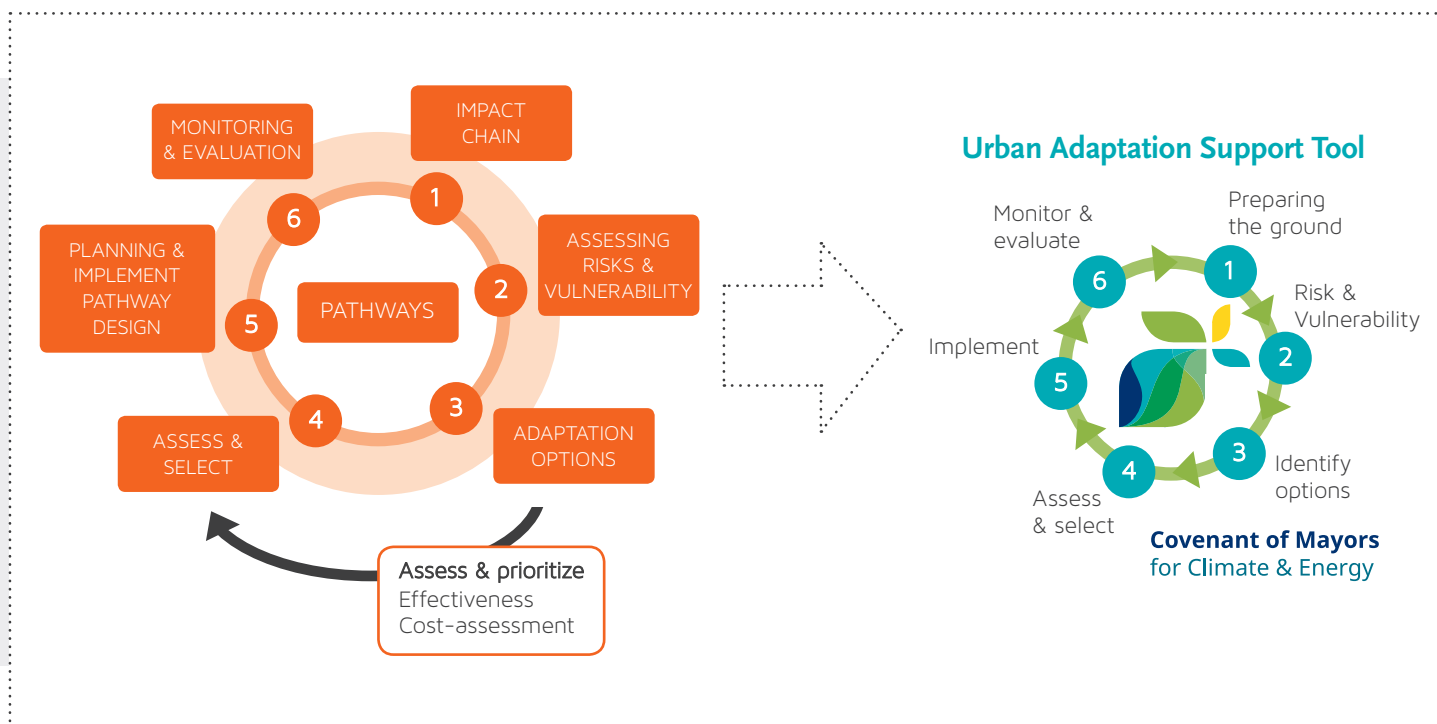 MONITORING
& EVALUATION
IMPACT
CHAIN
6
1
PLANNING &
IMPLEMENT
PATHWAY
DESIGN
PATHWAYS
ASSESSING
RISKS &
VULNERABILITY
2
5
4
3
ASSESS &
SELECT
ADAPTATION
OPTIONS
Assess & prioritize
Effectiveness
Cost-assessment
Urban Adaptation Support Tool
Monitor &
evaluate
Preparing
the ground
6
1
Risk &
Vulnerability
Implement
2
5
3
4
Identify
options
Assess
& select
Covenant of Mayors
for Climate & Energy